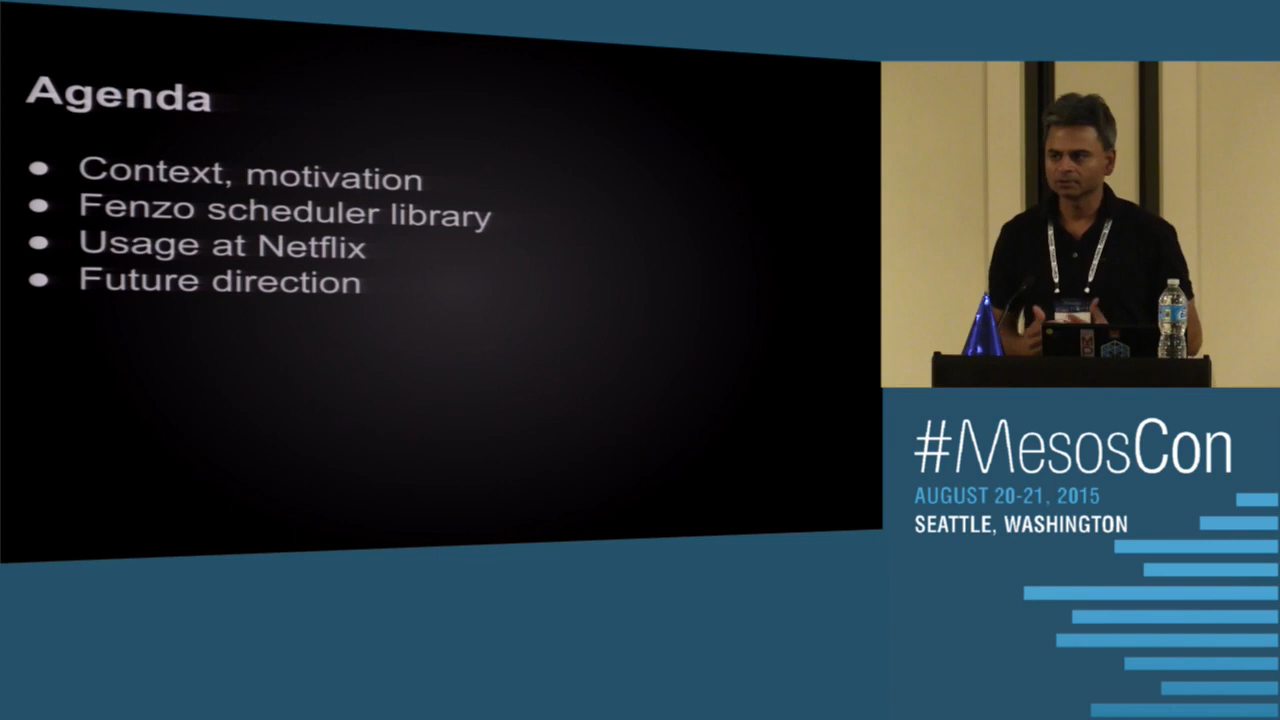 Agenda
● Context, motivation
● Fenzo scheduler library
● Usage at Netflix
● Future direction
#MesosCon
AUGUST 20-21, 2015
SEATTLE, WASHINGTON